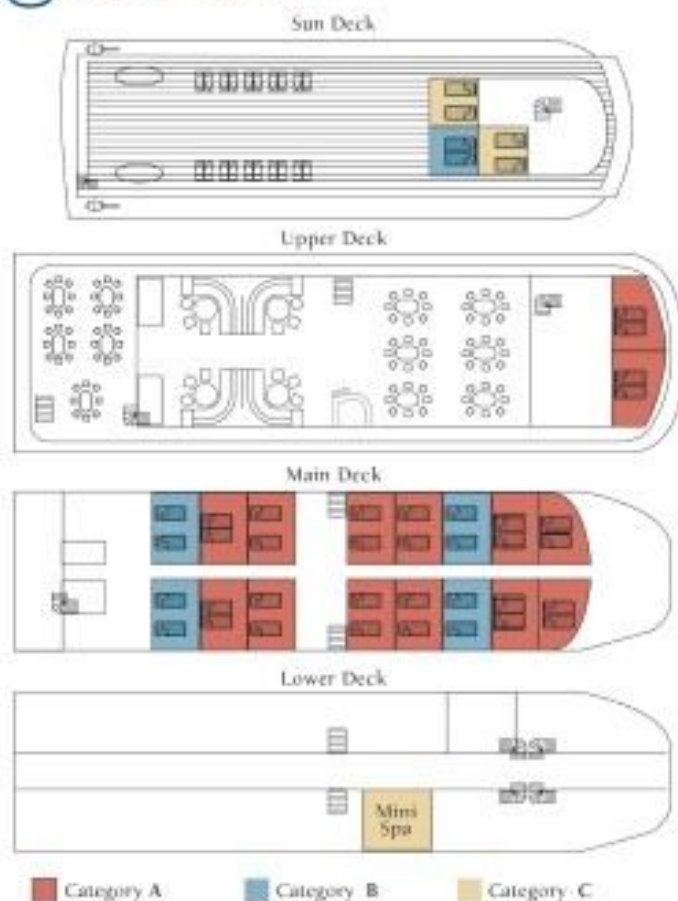 Sun Deck
Upper Deck
Main Deck
Lower Deck
Mini
Spa
Category A
Category B
Category C